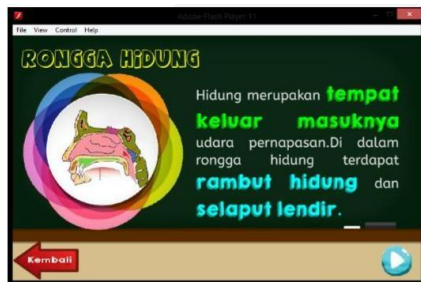 Adobe Flash Player 11
File View Control Help
RONGGA HIDUNG
Hidung merupakan tempat
keluar masuknya
udara pernapasan.Di dalam
rongga hidung terdapat
rambut hidung dan
selaput lendir.
Kembali